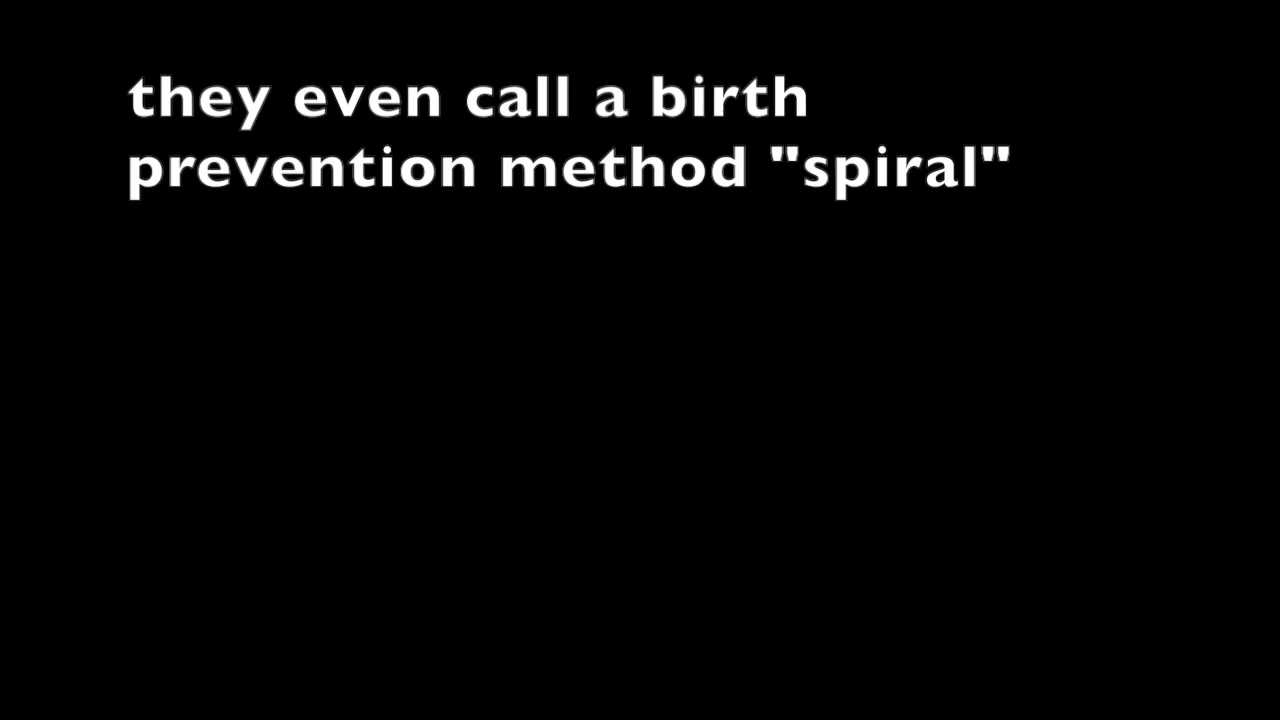 they even call a birth
prevention method "spiral"